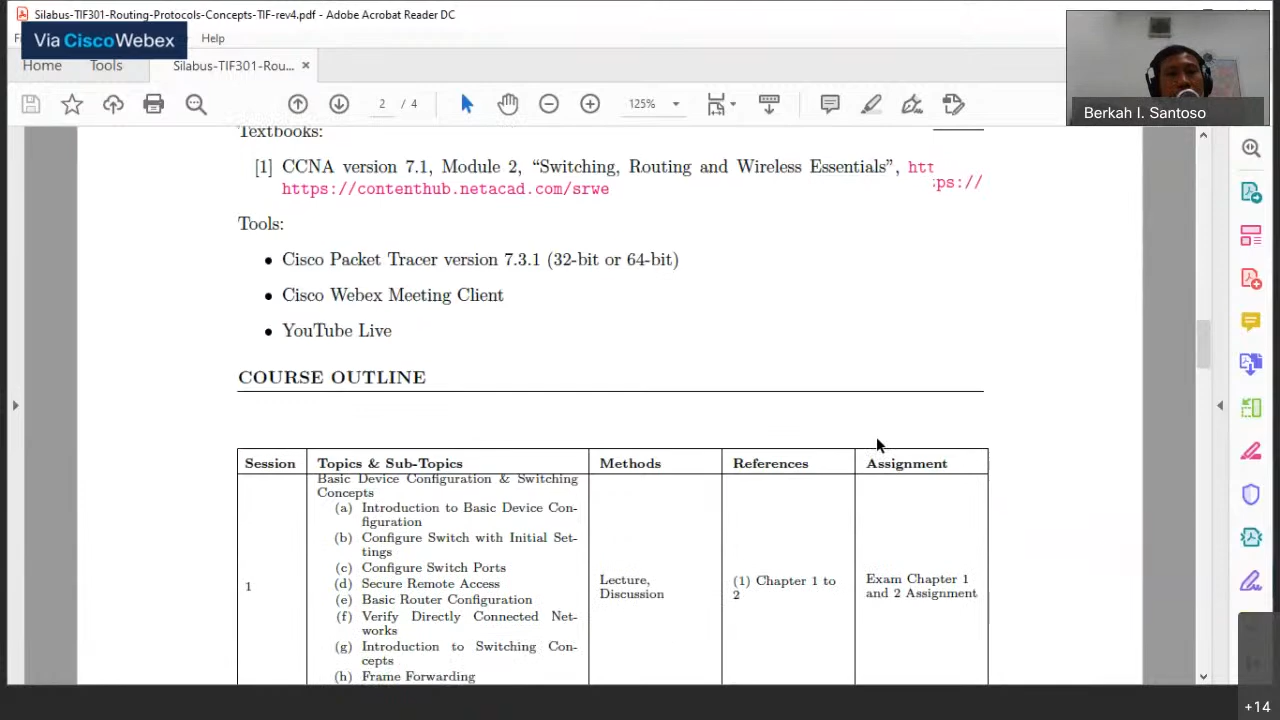 Silabus-TIF301-Routing-Protocols-Concepts-TIF-rev4.pdf - Adobe Acrobat Reader DC
Via CiscoWebex
Help
Home
Tools
Silabus-TIF301-Rou... ×
2 / 4
125%
Berkah I. Santoso
Textbooks:
[1] CCNA version 7.1, Module 2, “Switching, Routing and Wireless Essentials”, htt
ps://
https://contenthub.netacad.com/srwe
Tools:
• Cisco Packet Tracer version 7.3.1 (32-bit or 64-bit)
• Cisco Webex Meeting Client
• YouTube Live
COURSE OUTLINE
Session
Topics & Sub-Topics
Methods
References
Assignment
1
Basic Device Configuration & Switching
Concepts
(a) Introduction to Basic Device Con-
figuration
(b) Configure Switch with Initial Set-
tings
(c) Configure Switch Ports
(d) Secure Remote Access
(e) Basic Router Configuration
(f) Verify Directly Connected Net-
works
(g) Introduction to Switching Con-
cepts
(h) Frame Forwarding
Lecture,
Discussion
(1) Chapter 1 to
2
Exam Chapter 1
and 2 Assignment
+14